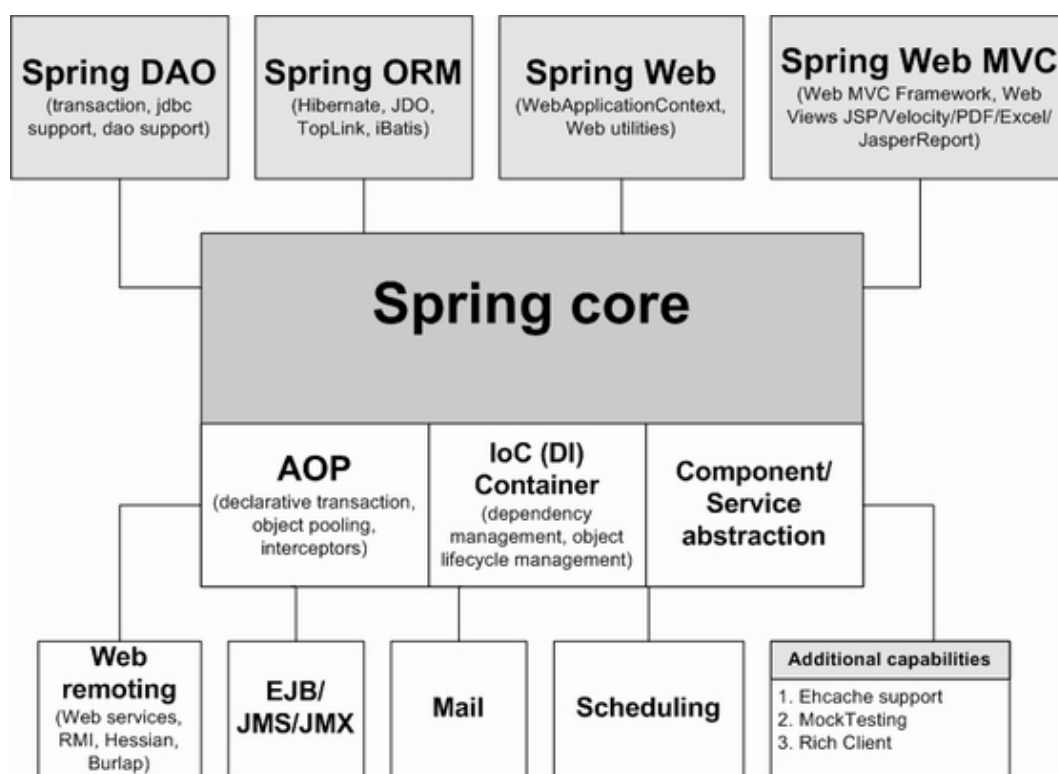 Spring DAO
(transaction, jdbc
support, dao support)
Spring ORM
(Hibernate, JDO,
TopLink, iBatis)
Spring Web
(WebApplicationContext,
Web utilities)
Spring Web MVC
(Web MVC Framework, Web
Views JSP/Velocity/PDF/Excel/
JasperReport)
Spring core
AOP
(declarative transaction,
object pooling,
interceptors)
IoC (DI)
Container
(dependency
management, object
lifecycle management)
Component/
Service
abstraction
Web
remoting
(Web services,
RMI, Hessian,
Burlap)
EJB/
JMS/JMX
Mail
Scheduling
Additional capabilities
1. Ehcache support
2. MockTesting
3. Rich Client